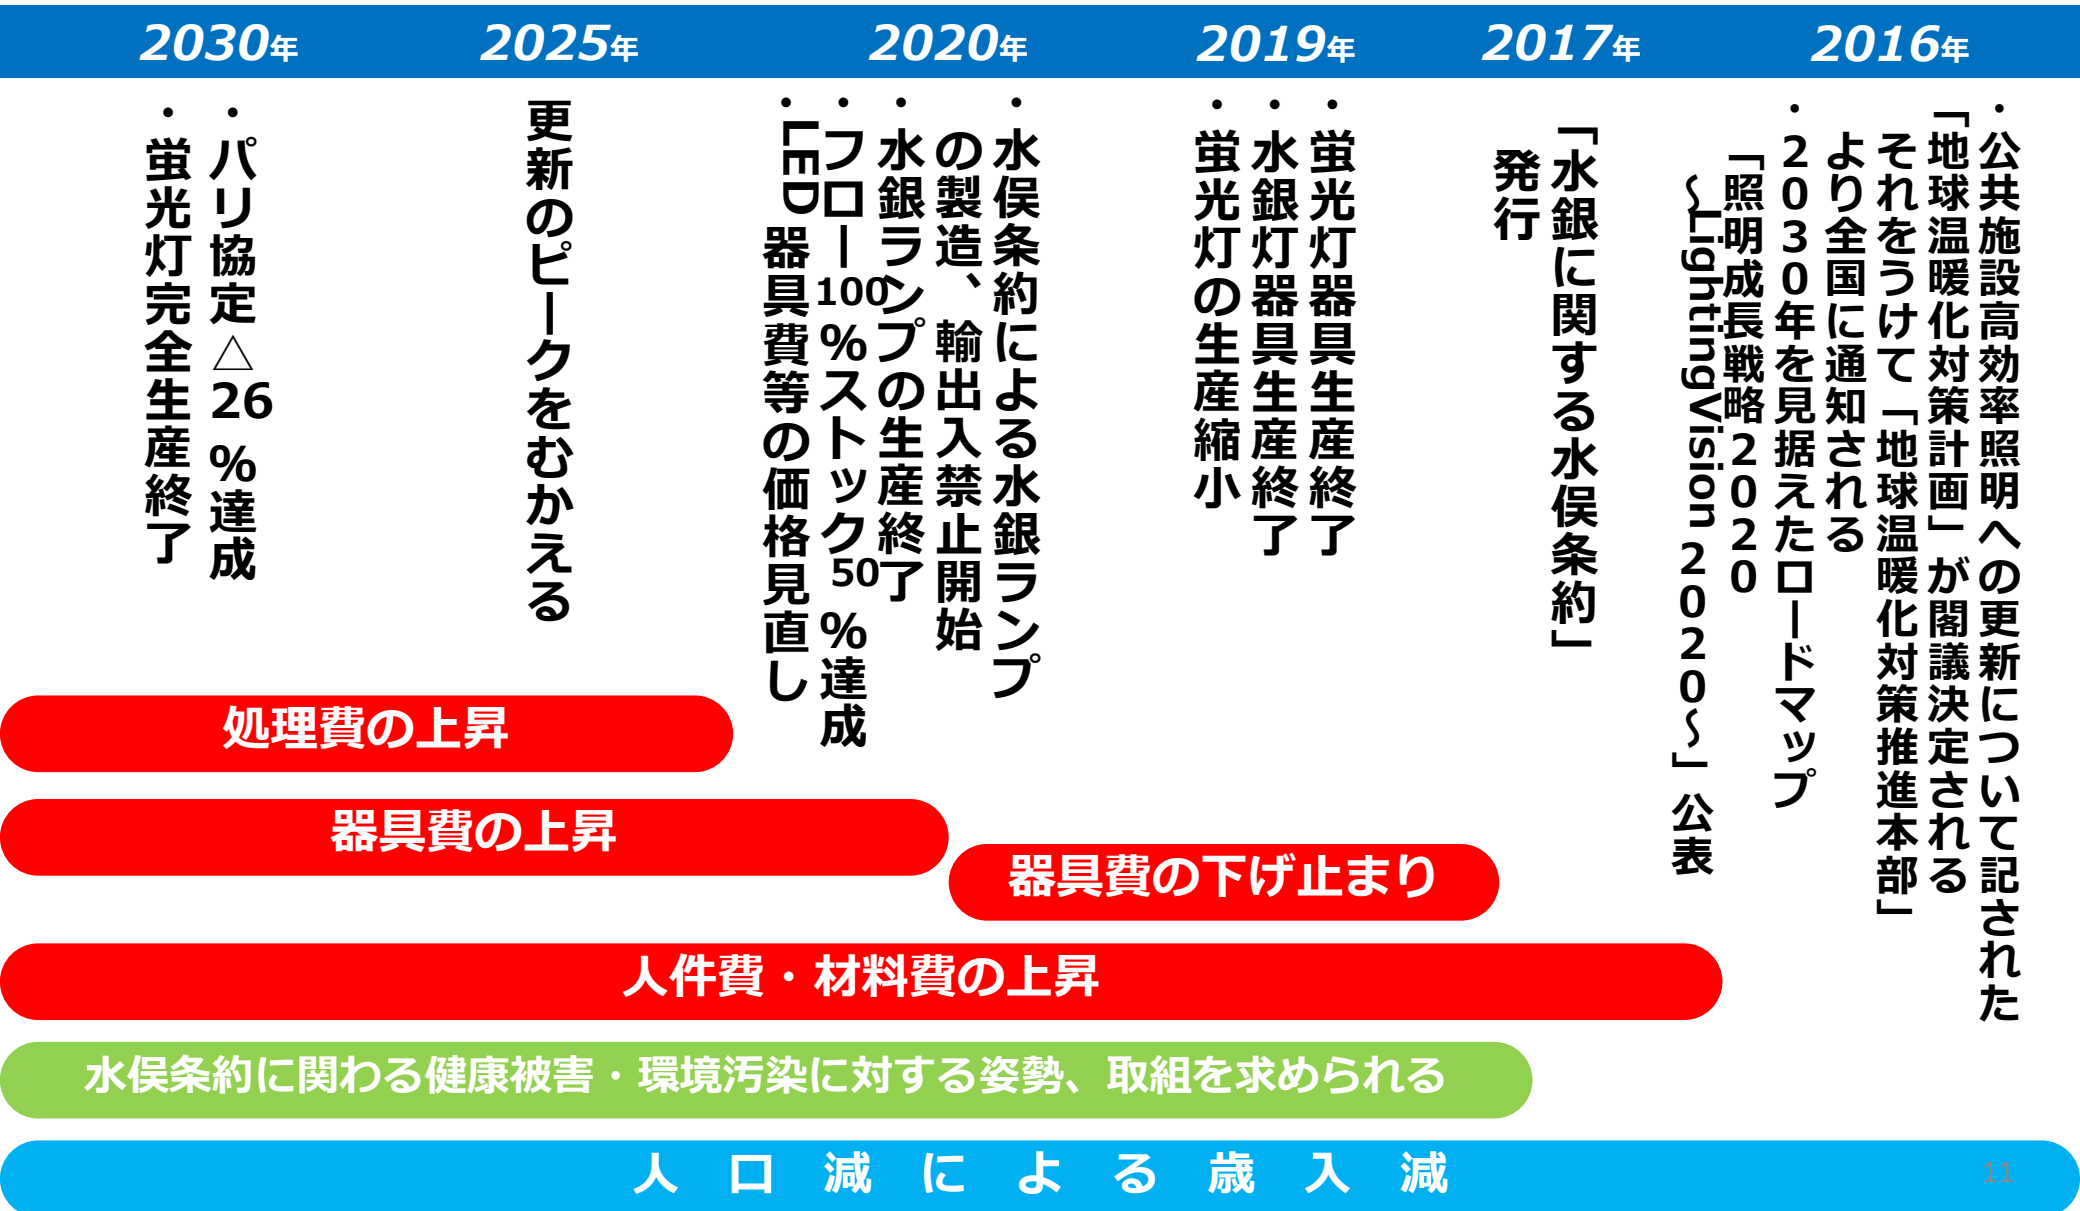 2016年
・公共施設高効率照明への更新について記された
「地球温暖化対策計画」が閣議決定される
それをうけて「地球温暖化対策推進本部」
より全国に通知される
・2030年を見据えたロードマップ
「照明成長戦略2020
～LightingVision2020～」公表
2017年
「水銀に関する水俣条約」
発行
2019年
・蛍光灯器具生産終了
・水銀灯器具生産終了
・蛍光灯の生産縮小
2020年
・水俣条約による水銀ランプ
の製造、輸出入禁止開始
・水銀ランプの生産終了
・フロー100%ストック50%達成
・LED器具費等の価格見直し
2025年
更新のピークをむかえる
2030年
・パリ協定△26%達成
・蛍光灯完全生産終了
処理費の上昇
器具費の上昇
器具費の下げ止まり
人件費・材料費の上昇
水俣条約に関わる健康被害・環境汚染に対する姿勢、取組を求められる
人口減による歳入減
11